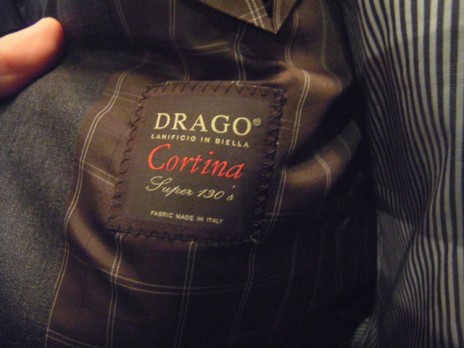 DRAGO®
LANIFICIO IN BIELLA
Cortina
Super 130's
FABRIC MADE IN ITALY